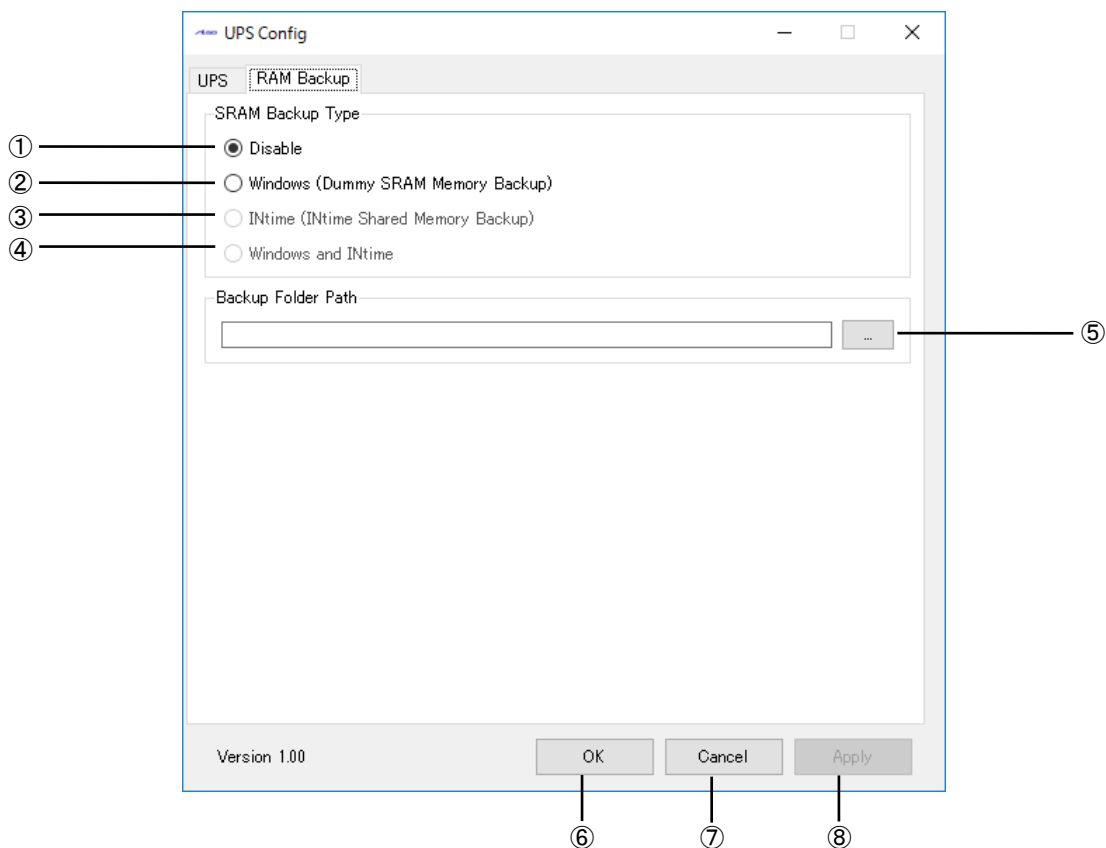 UPS Config
UPS RAM Backup
SRAM Backup Type
① Disable
② Windows (Dummy SRAM Memory Backup)
③ INtime (INtime Shared Memory Backup)
④ Windows and INtime
Backup Folder Path
... ⑤
Version 1.00 OK Cancel Apply
⑥ ⑦ ⑧